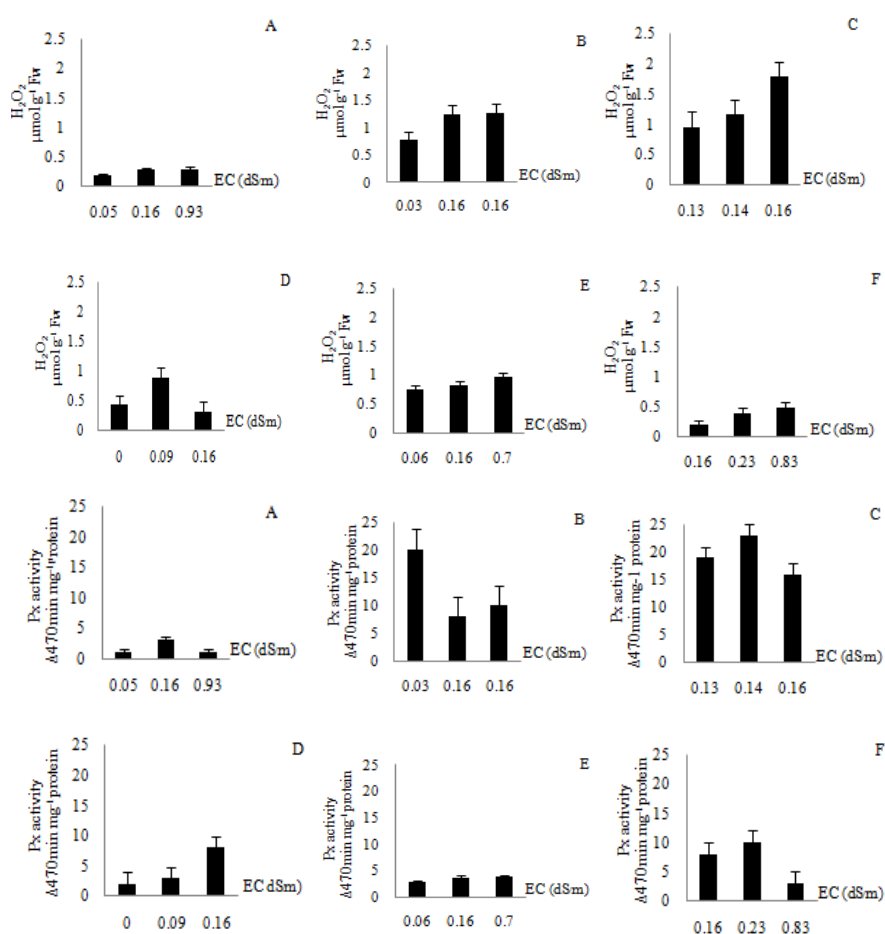 A
H₂O₂
µmol g⁻¹ Fw
2.5
2
1.5
1
0.5
0
EC (dSm)
0.05 0.16 0.93
B
H₂O₂
µmol g⁻¹ Fw
2.5
2
1.5
1
0.5
0
EC (dSm)
0.03 0.16 0.16
C
H₂O₂
µmol g⁻¹ Fw
2.5
2
1.5
1
0.5
0
EC (dSm)
0.13 0.14 0.16
D
H₂O₂
µmol g⁻¹ Fw
2.5
2
1.5
1
0.5
0
EC (dSm)
0 0.09 0.16
E
H₂O₂
µmol g⁻¹ Fw
2.5
2
1.5
1
0.5
0
EC (dSm)
0.06 0.16 0.7
F
H₂O₂
µmol g⁻¹ Fw
2.5
2
1.5
1
0.5
0
EC (dSm)
0.16 0.23 0.83
A
Px activity
Δ470min mg⁻¹protein
25
20
15
10
5
0
EC (dSm)
0.05 0.16 0.93
B
Px activity
Δ470min mg⁻¹protein
25
20
15
10
5
0
EC (dSm)
0.03 0.16 0.16
C
Px activity
Δ470min mg-1 protein
25
20
15
10
5
0
EC (dSm)
0.13 0.14 0.16
D
Px activity
Δ470min mg⁻¹protein
25
20
15
10
5
0
EC dSm)
0 0.09 0.16
E
Px activity
Δ470min mg⁻¹protein
25
20
15
10
5
0
EC (dSm)
0.06 0.16 0.7
F
Px activity
Δ470min mg⁻¹protein
25
20
15
10
5
0
EC (dSm)
0.16 0.23 0.83